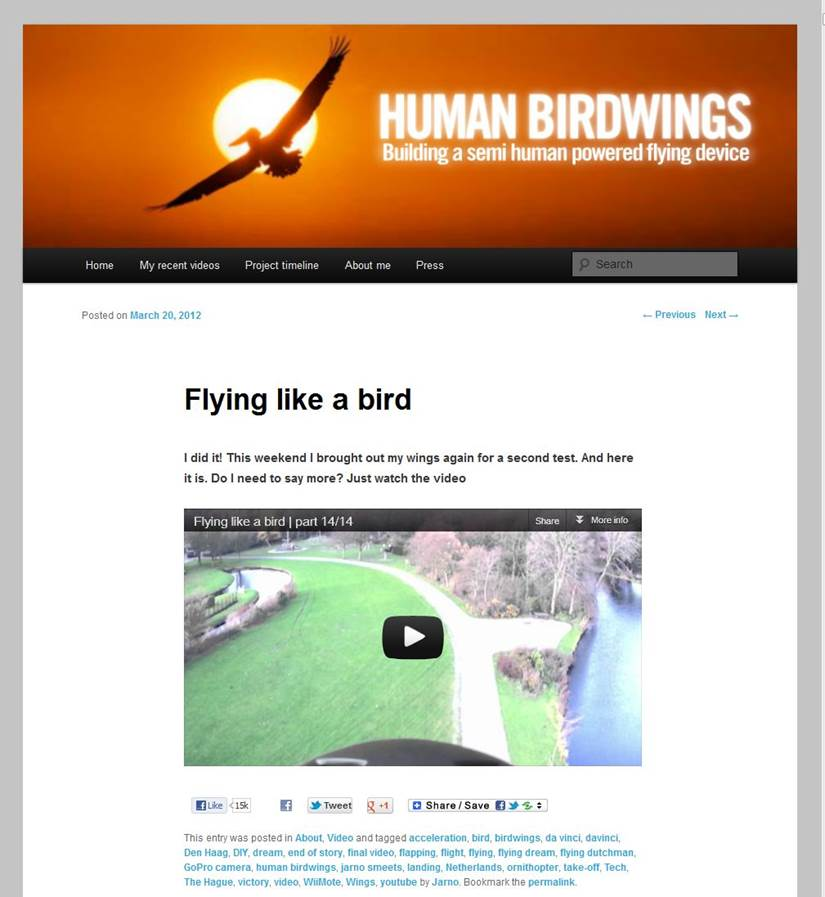 HUMAN BIRDWINGS
Building a semi human powered flying device
Home My recent videos Project timeline About me Press Search
Posted on March 20, 2012 ← Previous Next →
Flying like a bird
I did it! This weekend I brought out my wings again for a second test. And here
it is. Do I need to say more? Just watch the video
Flying like a bird | part 14/14 Share More info
Like 15k Tweet +1 Share / Save
This entry was posted in About, Video and tagged acceleration, bird, birdwings, da vinci, davinci,
Den Haag, DIY, dream, end of story, final video, flapping, flight, flying, flying dream, flying dutchman,
GoPro camera, human birdwings, jarno smeets, landing, Netherlands, ornithopter, take-off, Tech,
The Hague, victory, video, WiiMote, Wings, youtube by Jarno. Bookmark the permalink.